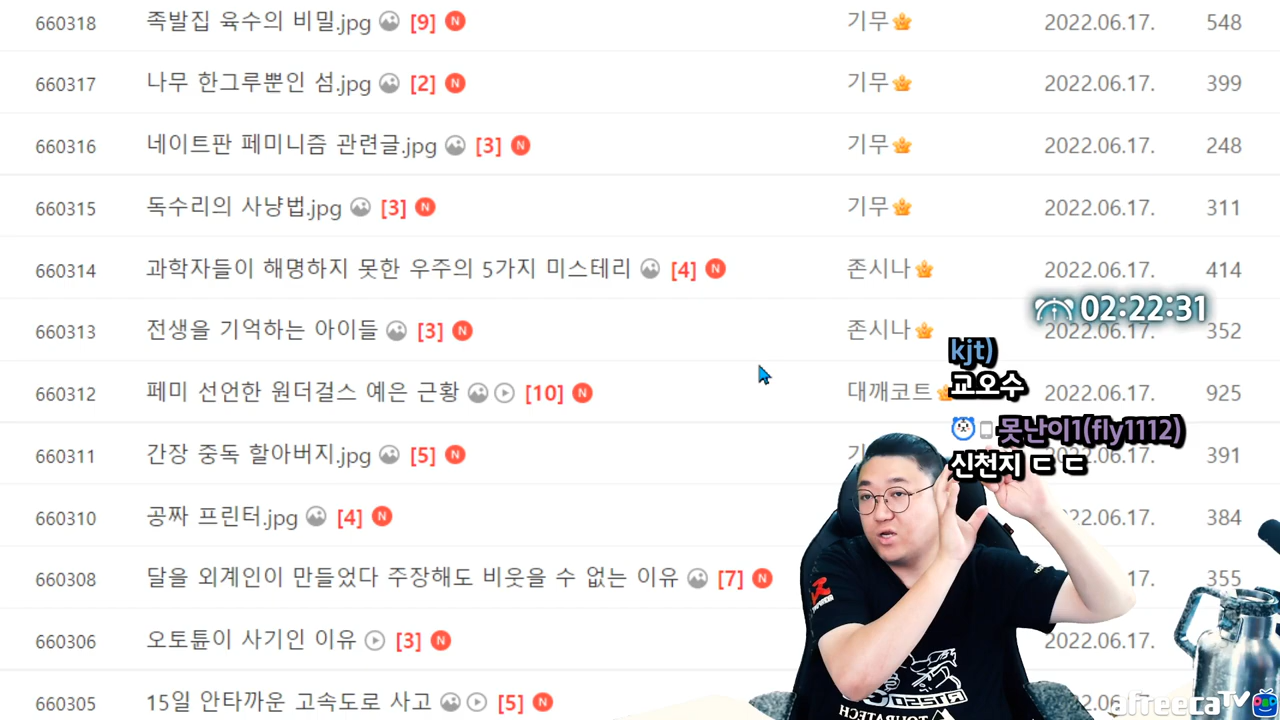 660318 족발집 육수의 비밀.jpg [9] N 기무 2022.06.17. 548
660317 나무 한그루뿐인 섬.jpg [2] N 기무 2022.06.17. 399
660316 네이트판 페미니즘 관련글.jpg [3] N 기무 2022.06.17. 248
660315 독수리의 사냥법.jpg [3] N 기무 2022.06.17. 311
660314 과학자들이 해명하지 못한 우주의 5가지 미스테리 [4] N 존시나 2022.06.17. 414
02:22:31
660313 전생을 기억하는 아이들 [3] N 존시나 2022.06.17. 352
kjt)
교오수
660312 페미 선언한 원더걸스 예은 근황 [10] N 대깨코트 2022.06.17. 925
못난이1(fly1112)
신천지 ㄷ ㄷ
660311 간장 중독 할아버지.jpg [5] N 06.17. 391
660310 공짜 프린터.jpg [4] N 22.06.17. 384
660308 달을 외계인이 만들었다 주장해도 비웃을 수 없는 이유 [7] N 17. 355
660306 오토튠이 사기인 이유 [3] N 2022.06.17.
660305 15일 안타까운 고속도로 사고 [5] N
afreecaTV